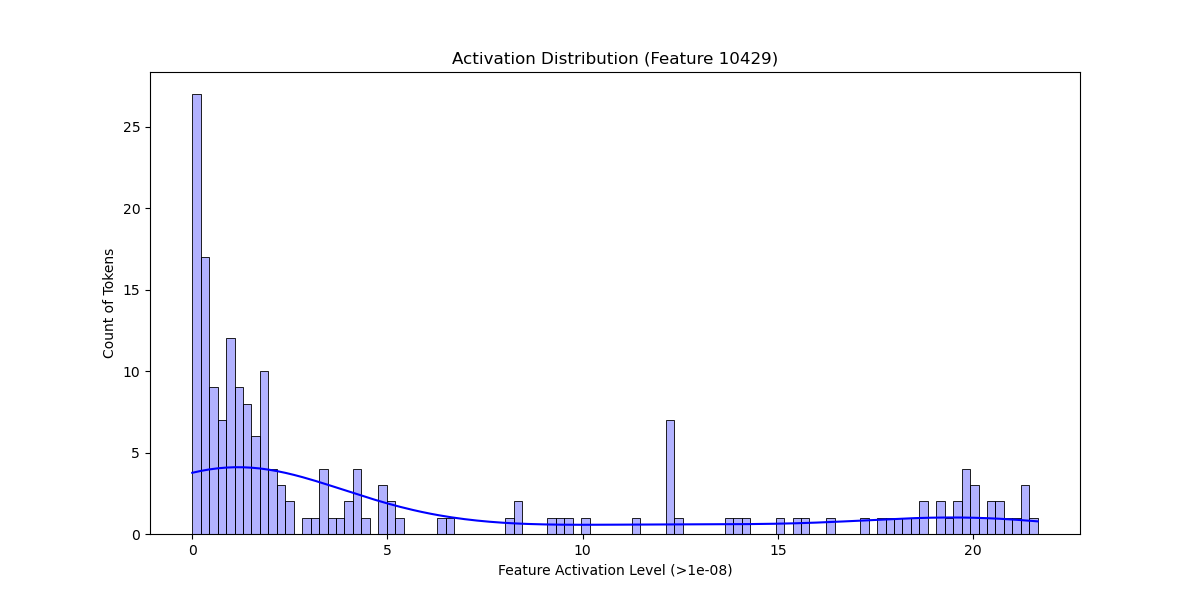 Activation Distribution (Feature 10429)
Count of Tokens
25
20
15
10
5
0
0 5 10 15 20
Feature Activation Level (>1e-08)